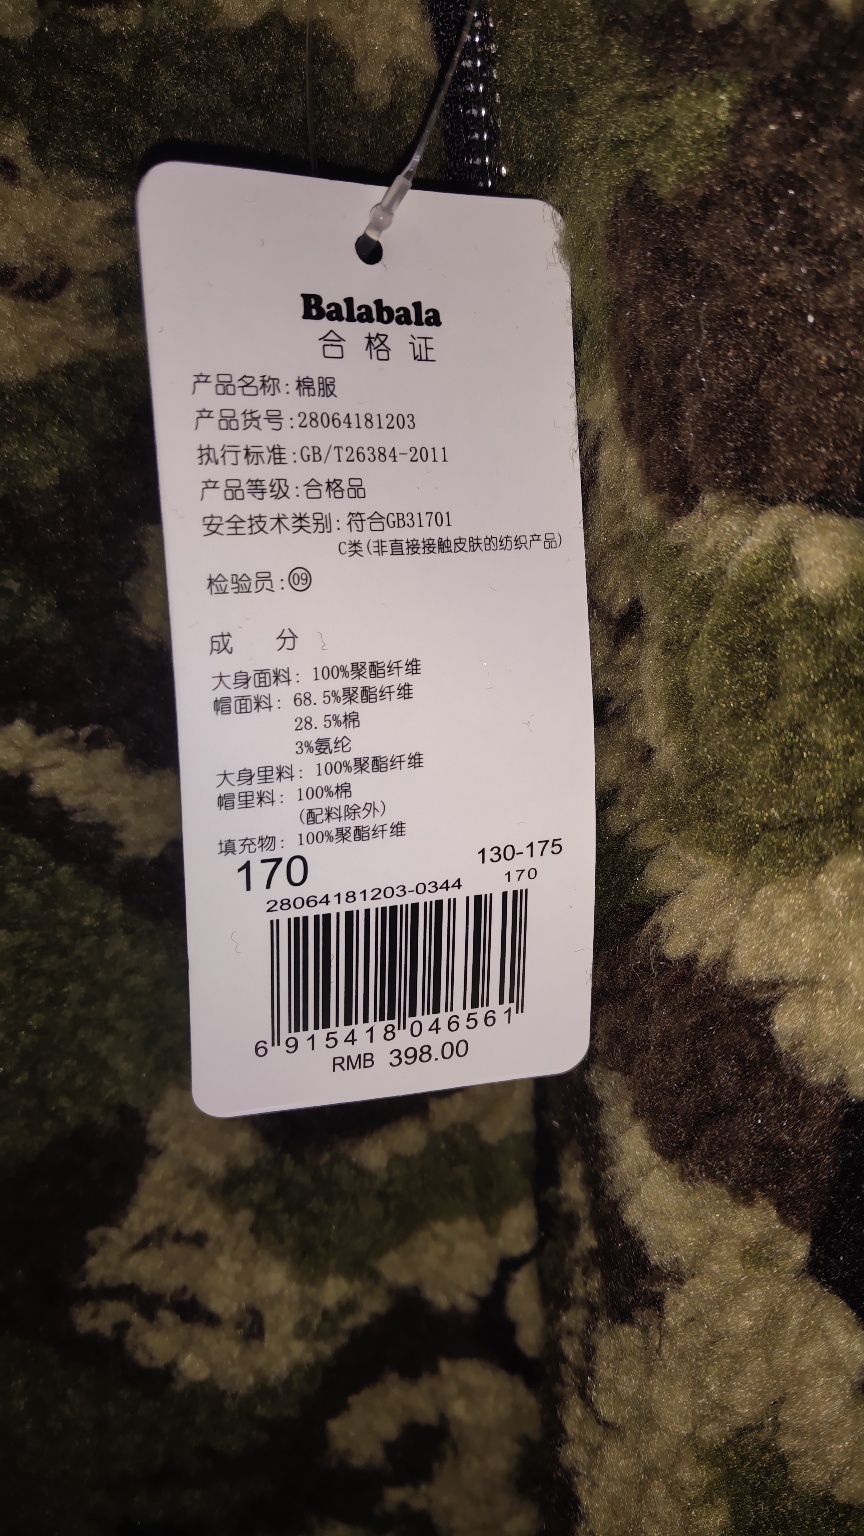 Balabala
合格证
产品名称:棉服
产品货号:28064181203
执行标准:GB/T26384-2011
产品等级:合格品
安全技术类别:符合GB31701
C类(非直接接触皮肤的纺织产品)
检验员:09
成 分
大身面料: 100%聚酯纤维
帽面料: 68.5%聚酯纤维
28.5%棉
3%氨纶
大身里料: 100%聚酯纤维
帽里料: 100%棉
(配料除外)
填充物: 100%聚酯纤维
170 130-175
28064181203-0344 170
6 915418 046561
RMB 398.00